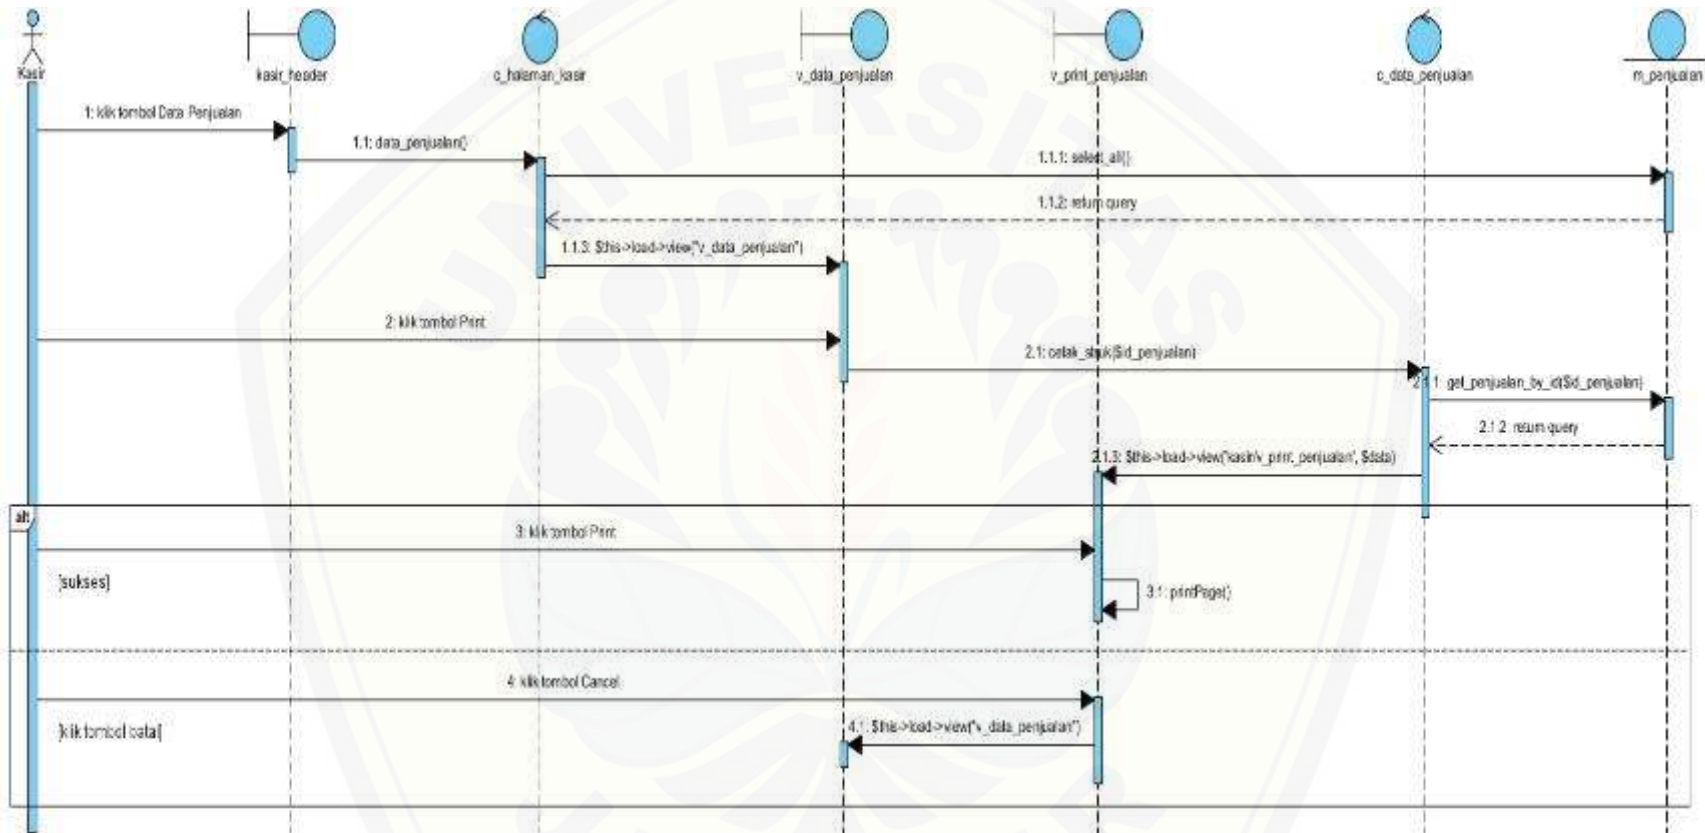 Kasir
kasir_header
c_halaman_kasir
v_data_penjualan
v_print_penjualan
c_data_penjualan
m_penjualan
1: klik tombol Data Penjualan
1.1: data_penjualan()
1.1.1: select_all()
1.1.2: return query
1.1.3: $this->load->view("v_data_penjualan")
2: klik tombol Print
2.1: cetak_struk($id_penjualan)
2.1.1: get_penjualan_by_id($id_penjualan)
2.1.2: return query
2.1.3: $this->load->view('kasir/v_print_penjualan', $data)
alt
3: klik tombol Print
[sukses]
3.1: printPage()
4: klik tombol Cancel
[klik tombol batal]
4.1: $this->load->view("v_data_penjualan")
UNIVERSITAS